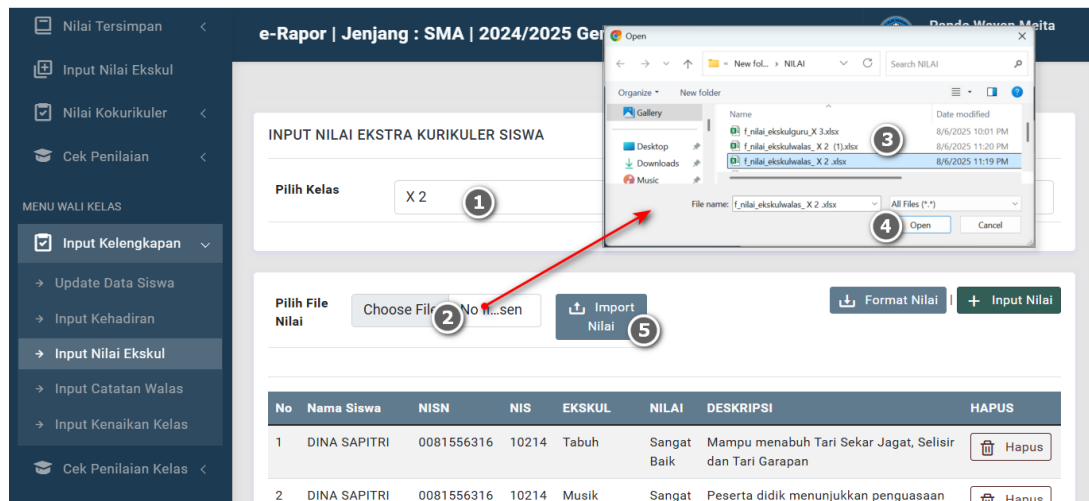 Nilai Tersimpan
Input Nilai Ekskul
Nilai Kokurikuler
Cek Penilaian
MENU WALI KELAS
Input Kelengkapan
Update Data Siswa
Input Kehadiran
Input Nilai Ekskul
Input Catatan Walas
Input Kenaikan Kelas
Cek Penilaian Kelas
e-Rapor | Jenjang : SMA | 2024/2025 Ge
Meita
Open
New fol... › NILAI
Search NILAI
Organize
New folder
Gallery
Desktop
Downloads
Music
Name
Date modified
f_nilai_ekskulguru_X 3.xlsx
8/6/2025 10:01 PM
f_nilai_ekskulwalas_ X 2 (1).xlsx
8/6/2025 11:20 PM
f_nilai_ekskulwalas_ X 2 .xlsx
8/6/2025 11:19 PM
3
File name:
f_nilai_ekskulwalas_ X 2 .xlsx
All Files (*.*)
4
Open
Cancel
INPUT NILAI EKSTRA KURIKULER SISWA
Pilih Kelas
X 2
1
Pilih File
Nilai
Choose File
2
No fi...sen
Import
Nilai
5
Format Nilai
|
+ Input Nilai
No Nama Siswa NISN NIS EKSKUL NILAI DESKRIPSI HAPUS
1 DINA SAPITRI 0081556316 10214 Tabuh Sangat Mampu menabuh Tari Sekar Jagat, Selisir Hapus
Baik dan Tari Garapan
2 DINA SAPITRI 0081556316 10214 Musik Sangat Peserta didik menunjukkan penguasaan Hapus